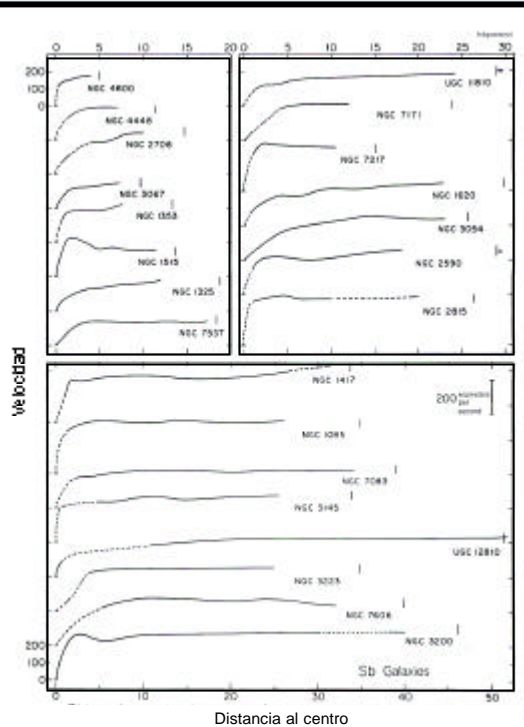 0 5 10 15 20
0 5 10 15 20 25 30
200
100
0
NGC 4800
NGC 4448
NGC 2708
NGC 3067
NGC 1353
NGC 1515
NGC 1325
NGC 7537
UGC 11810
NGC 7171
NGC 7217
NGC 1620
NGC 3054
NGC 2590
NGC 2815
Velocidad
NGC 1417
200 kilometers per second
NGC 1085
NGC 7083
NGC 3145
UGC 12810
NGC 3223
NGC 7606
NGC 3200
200
100
0
Sb Galaxies
0 10 20 30 40 50
Distancia al centro